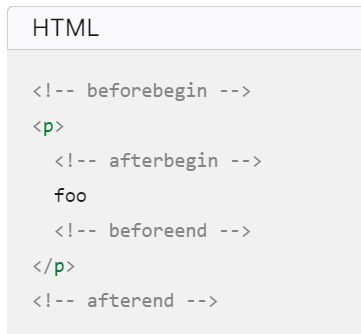 HTML
<!-- beforebegin -->
<p>
<!-- afterbegin -->
foo
<!-- beforeend -->
</p>
<!-- afterend -->